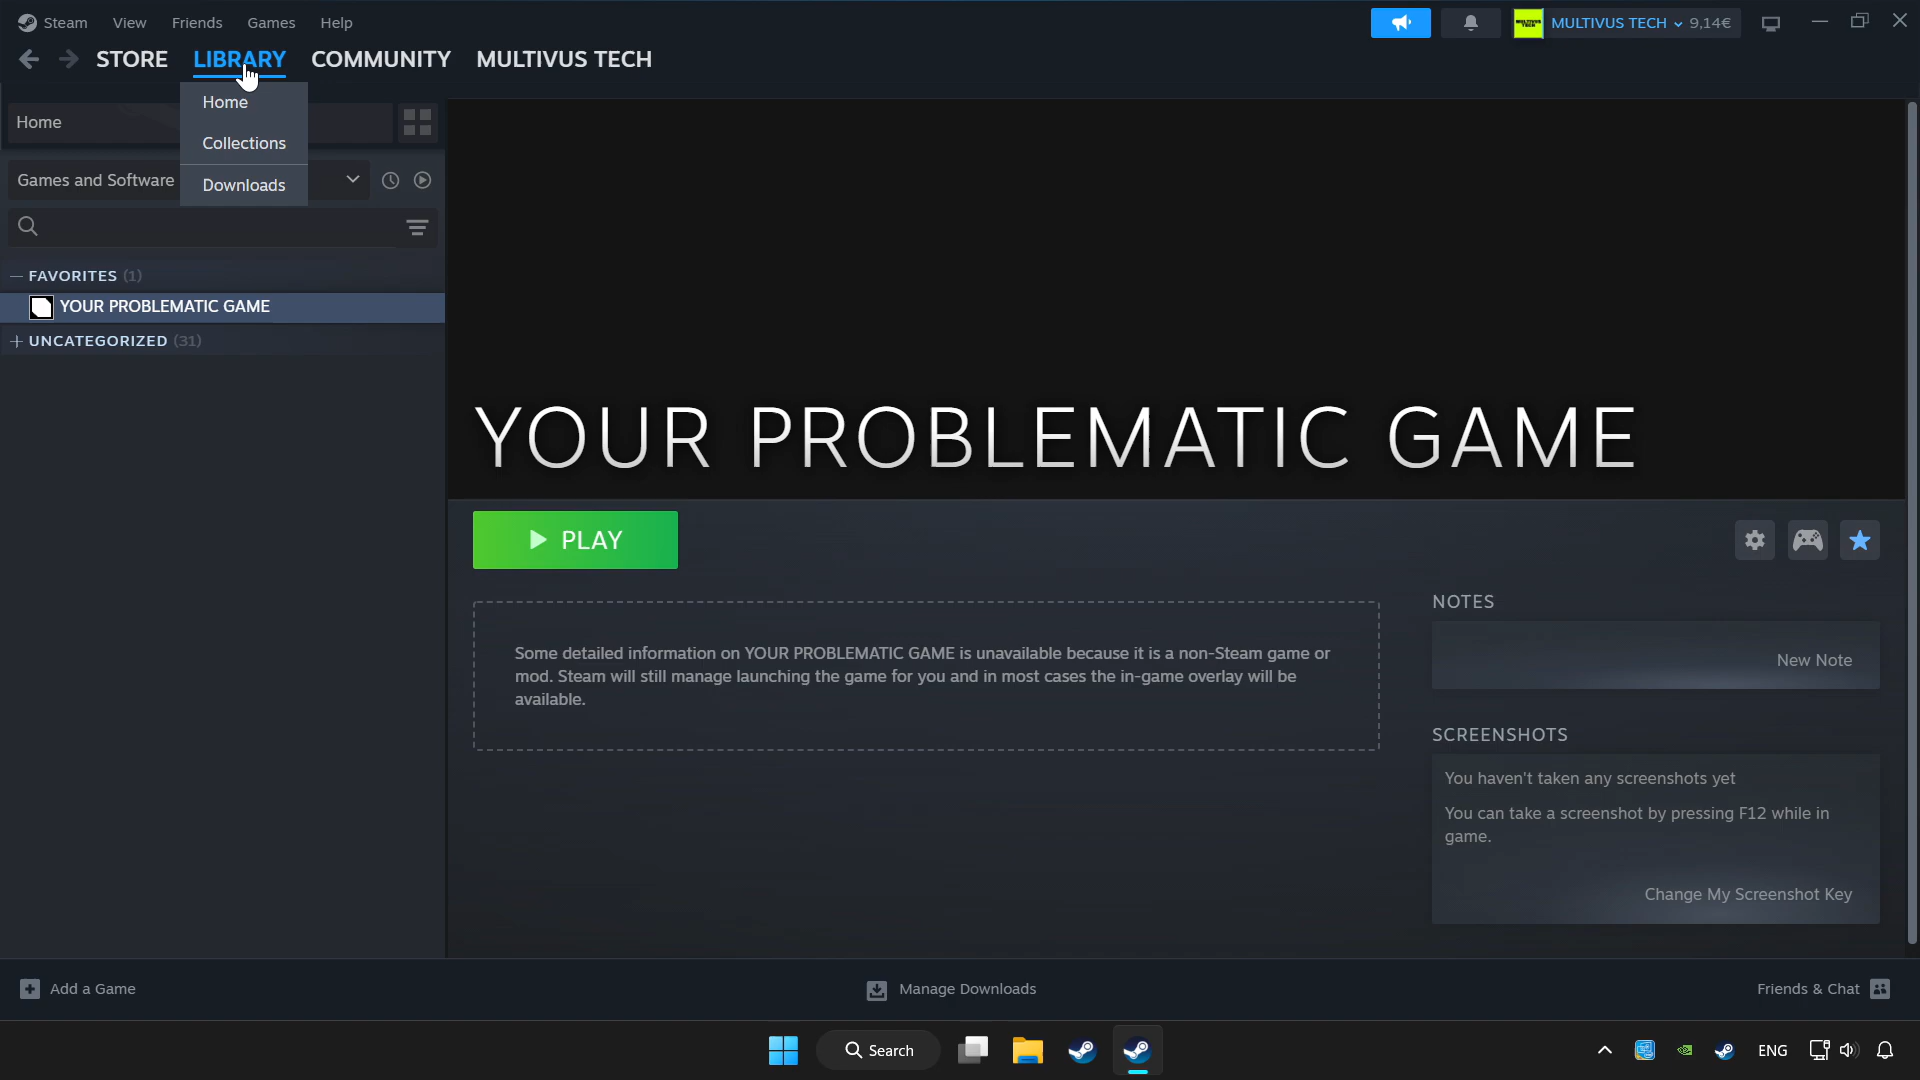 Steam View Friends Games Help
MULTIVUS TECH 9,14€
STORE LIBRARY COMMUNITY MULTIVUS TECH
Home
Collections
Downloads
Home
Games and Software
FAVORITES (1)
YOUR PROBLEMATIC GAME
UNCATEGORIZED (31)
YOUR PROBLEMATIC GAME
PLAY
Some detailed information on YOUR PROBLEMATIC GAME is unavailable because it is a non-Steam game or
mod. Steam will still manage launching the game for you and in most cases the in-game overlay will be
available.
NOTES
New Note
SCREENSHOTS
You haven't taken any screenshots yet
You can take a screenshot by pressing F12 while in
game.
Change My Screenshot Key
Add a Game
Manage Downloads
Friends & Chat
Search
ENG